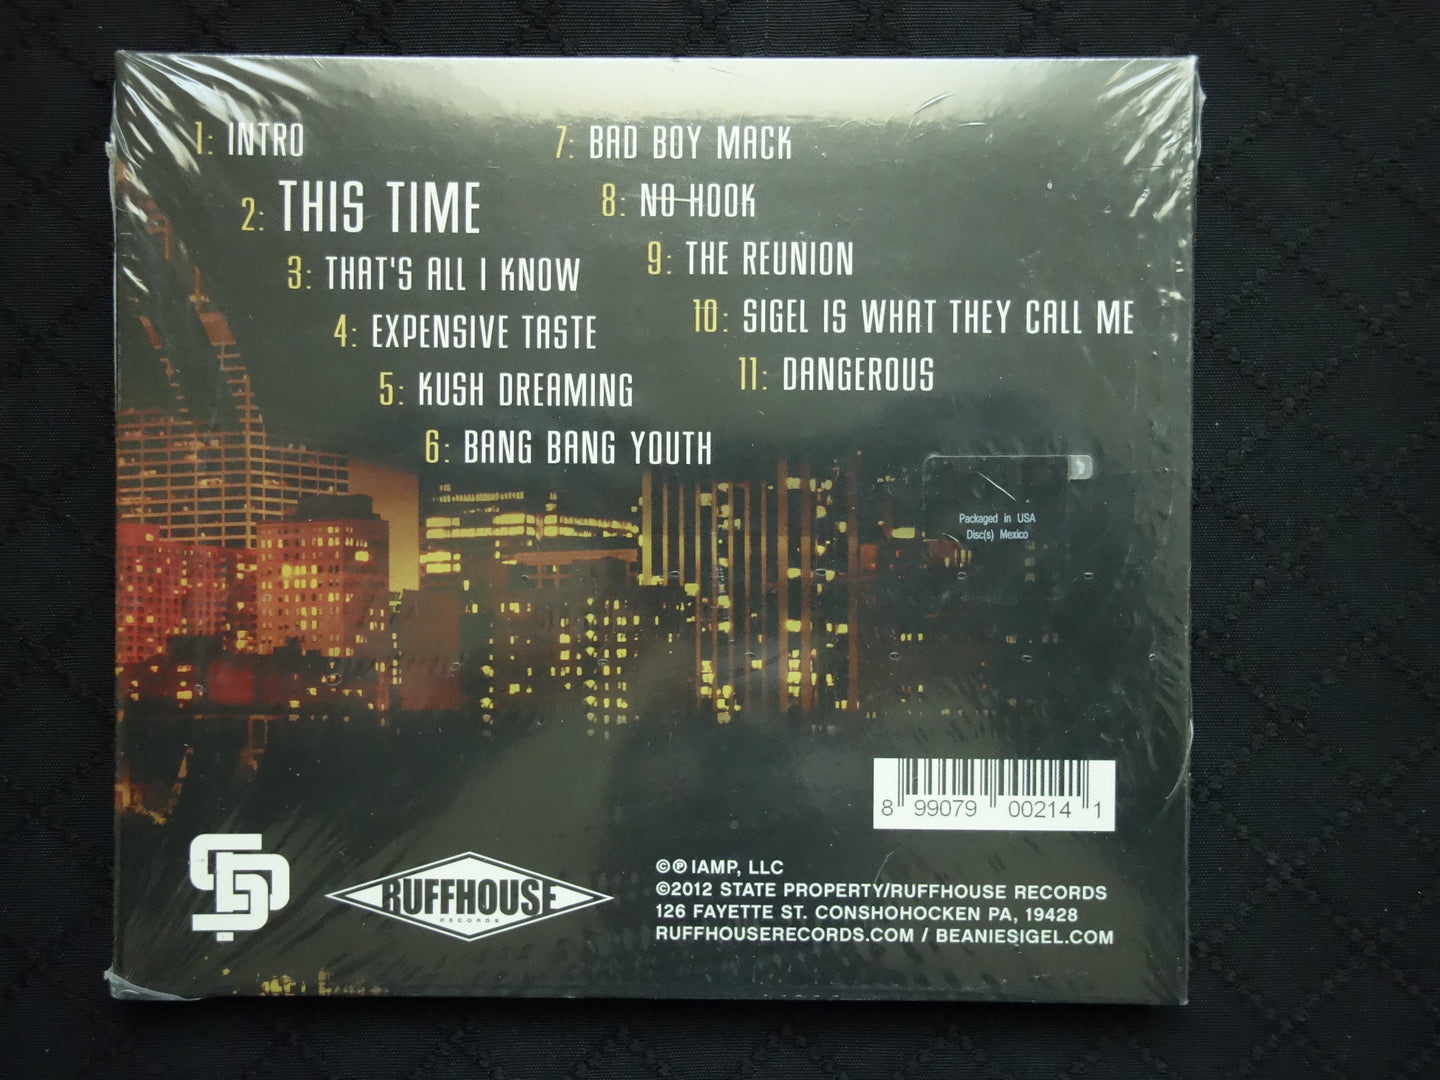 1: INTRO
2: THIS TIME
3: THAT'S ALL I KNOW
4: EXPENSIVE TASTE
5: KUSH DREAMING
6: BANG BANG YOUTH
7: BAD BOY MACK
8: NO HOOK
9: THE REUNION
10: SIGEL IS WHAT THEY CALL ME
11: DANGEROUS
Packaged in USA
Disc(s) Mexico
8 99079 00214 1
SP
RUFFHOUSE
RECORDS
©℗IAMP, LLC
©2012 STATE PROPERTY/RUFFHOUSE RECORDS
126 FAYETTE ST. CONSHOHOCKEN PA, 19428
RUFFHOUSERECORDS.COM / BEANIESIGEL.COM